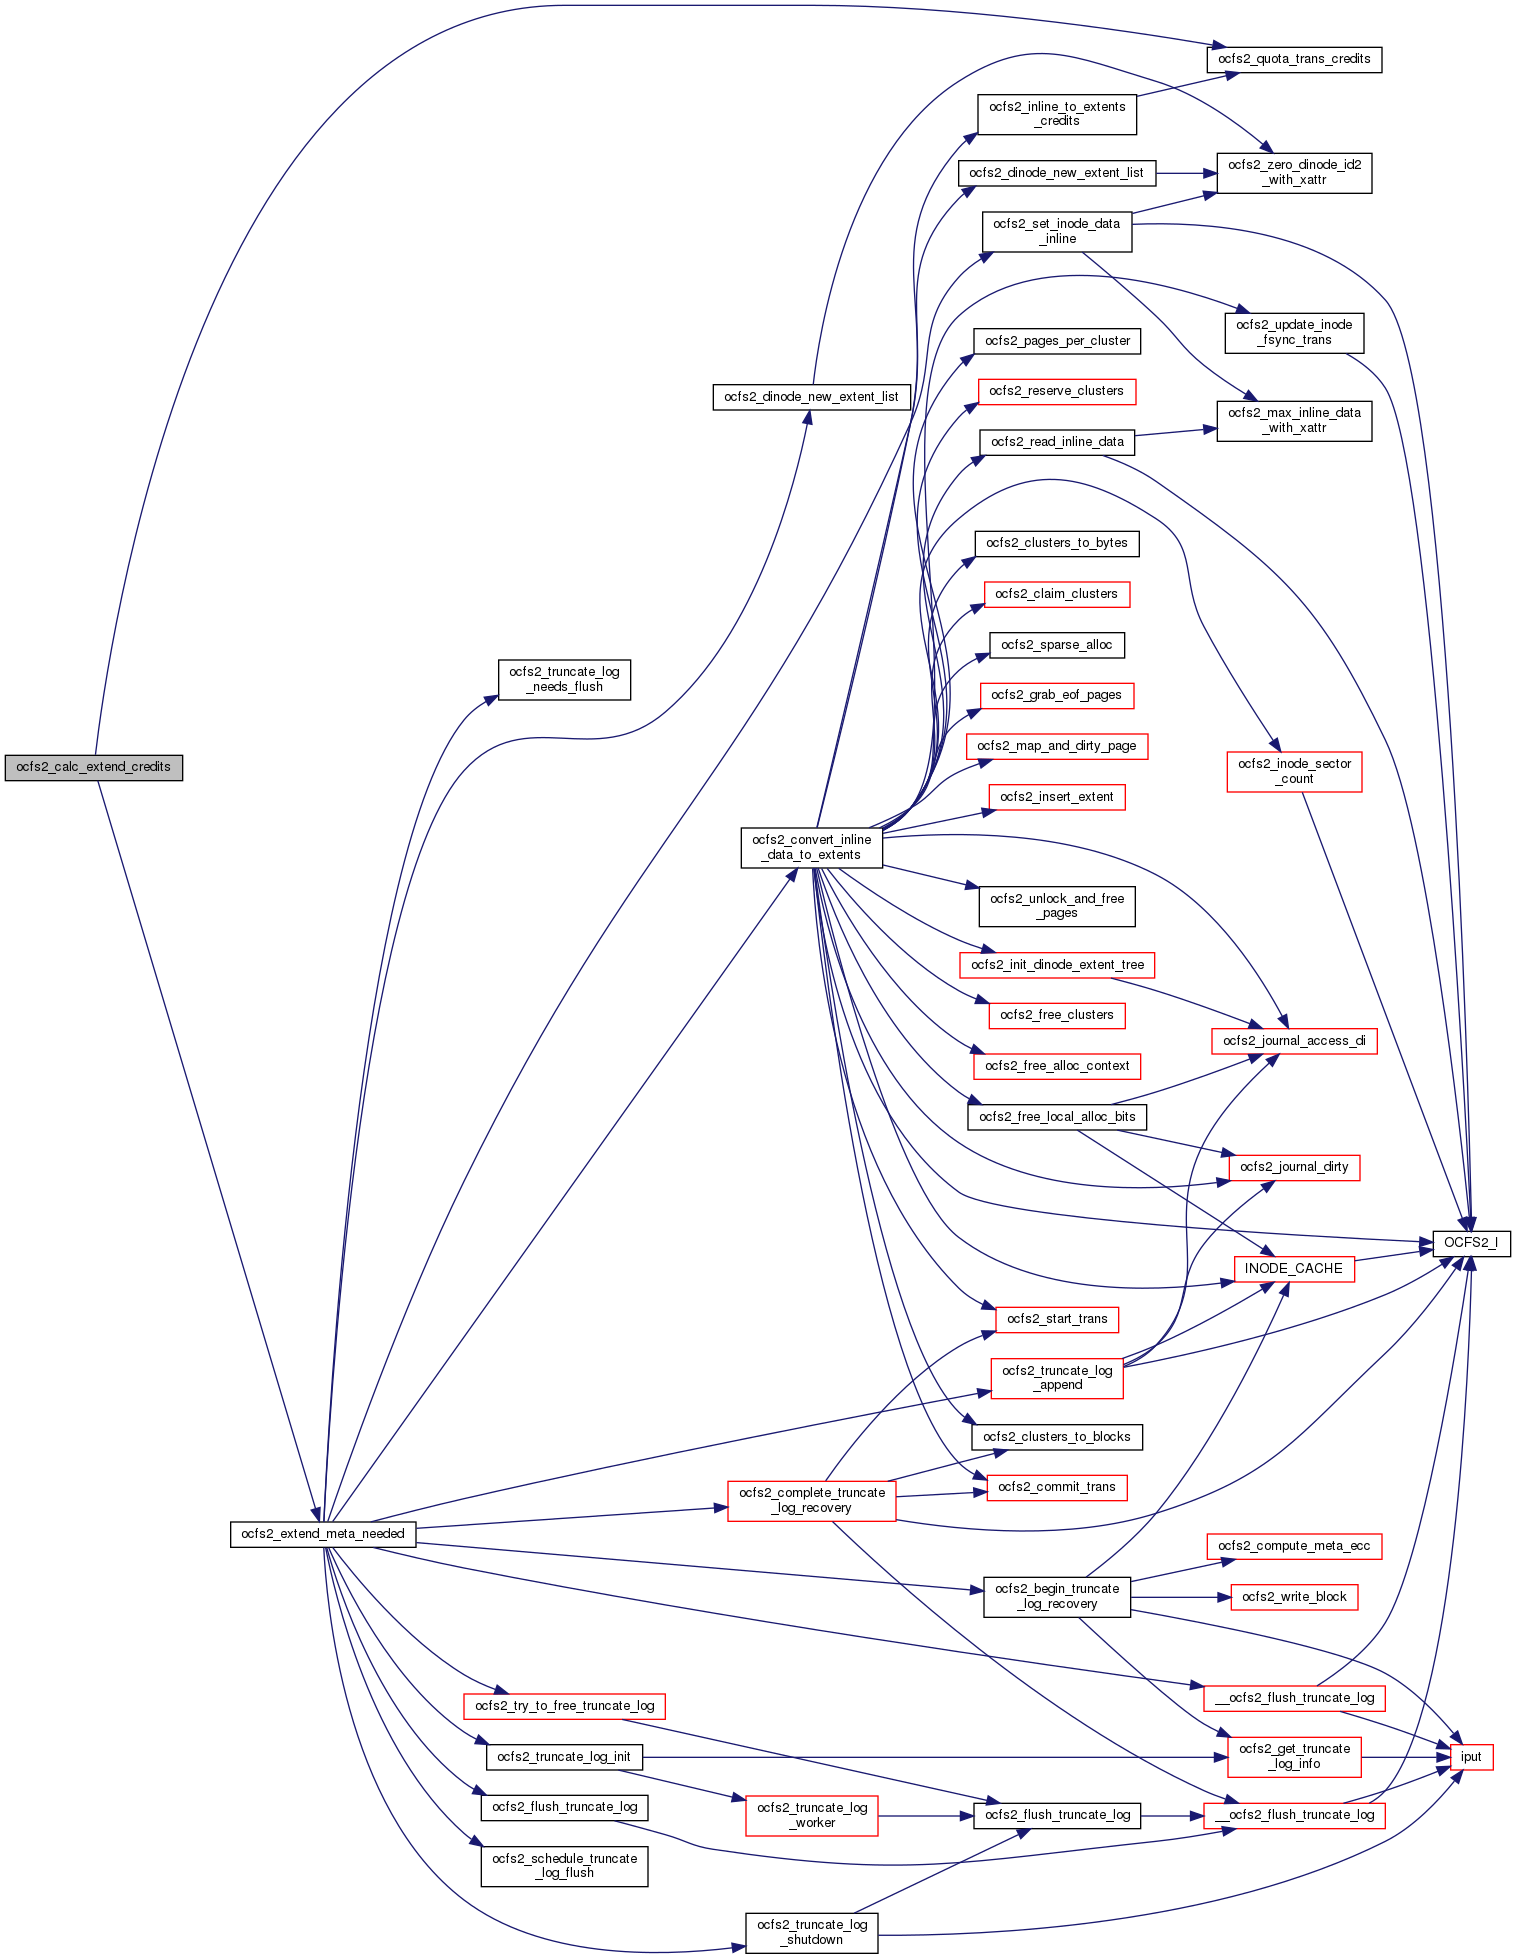 ocfs2_quota_trans_credits
ocfs2_inline_to_extents
_credits
ocfs2_zero_dinode_id2
_with_xattr
ocfs2_dinode_new_extent_list
ocfs2_set_inode_data
_inline
ocfs2_update_inode
_fsync_trans
ocfs2_pages_per_cluster
ocfs2_reserve_clusters
ocfs2_dinode_new_extent_list
ocfs2_max_inline_data
_with_xattr
ocfs2_read_inline_data
ocfs2_clusters_to_bytes
ocfs2_claim_clusters
ocfs2_sparse_alloc
ocfs2_truncate_log
_needs_flush
ocfs2_grab_eof_pages
ocfs2_map_and_dirty_page
ocfs2_calc_extend_credits
ocfs2_inode_sector
_count
ocfs2_insert_extent
ocfs2_convert_inline
_data_to_extents
ocfs2_unlock_and_free
_pages
ocfs2_init_dinode_extent_tree
ocfs2_free_clusters
ocfs2_journal_access_di
ocfs2_free_alloc_context
ocfs2_free_local_alloc_bits
ocfs2_journal_dirty
OCFS2_I
INODE_CACHE
ocfs2_start_trans
ocfs2_truncate_log
_append
ocfs2_clusters_to_blocks
ocfs2_complete_truncate
_log_recovery
ocfs2_commit_trans
ocfs2_extend_meta_needed
ocfs2_compute_meta_ecc
ocfs2_begin_truncate
_log_recovery
ocfs2_write_block
ocfs2_try_to_free_truncate_log
__ocfs2_flush_truncate_log
ocfs2_truncate_log_init
ocfs2_get_truncate
_log_info
iput
ocfs2_flush_truncate_log
ocfs2_truncate_log
_worker
ocfs2_flush_truncate_log
__ocfs2_flush_truncate_log
ocfs2_schedule_truncate
_log_flush
ocfs2_truncate_log
_shutdown